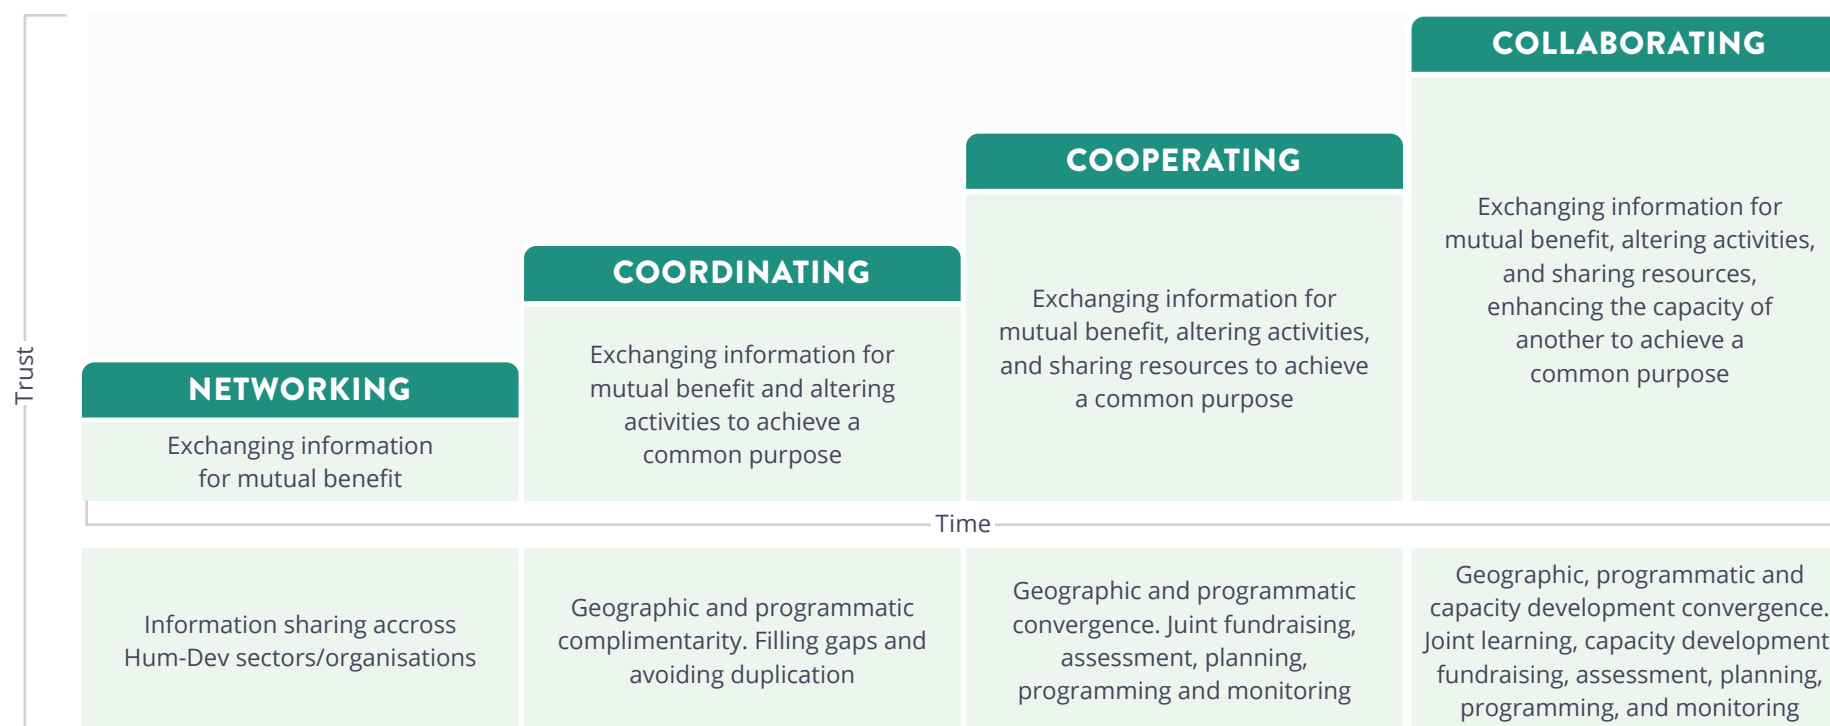 COLLABORATING
Exchanging information for
mutual benefit, altering activities,
and sharing resources,
enhancing the capacity of
another to achieve a
common purpose
COOPERATING
Exchanging information for
mutual benefit, altering activities,
and sharing resources to achieve
a common purpose
COORDINATING
Exchanging information for
mutual benefit and altering
activities to achieve a
common purpose
NETWORKING
Exchanging information
for mutual benefit
Trust
Time
Information sharing accross
Hum-Dev sectors/organisations
Geographic and programmatic
complimentarity. Filling gaps and
avoiding duplication
Geographic and programmatic
convergence. Juint fundraising,
assessment, planning,
programming and monitoring
Geographic, programmatic and
capacity development convergence.
Joint learning, capacity development
fundraising, assessment, planning,
programming, and monitoring